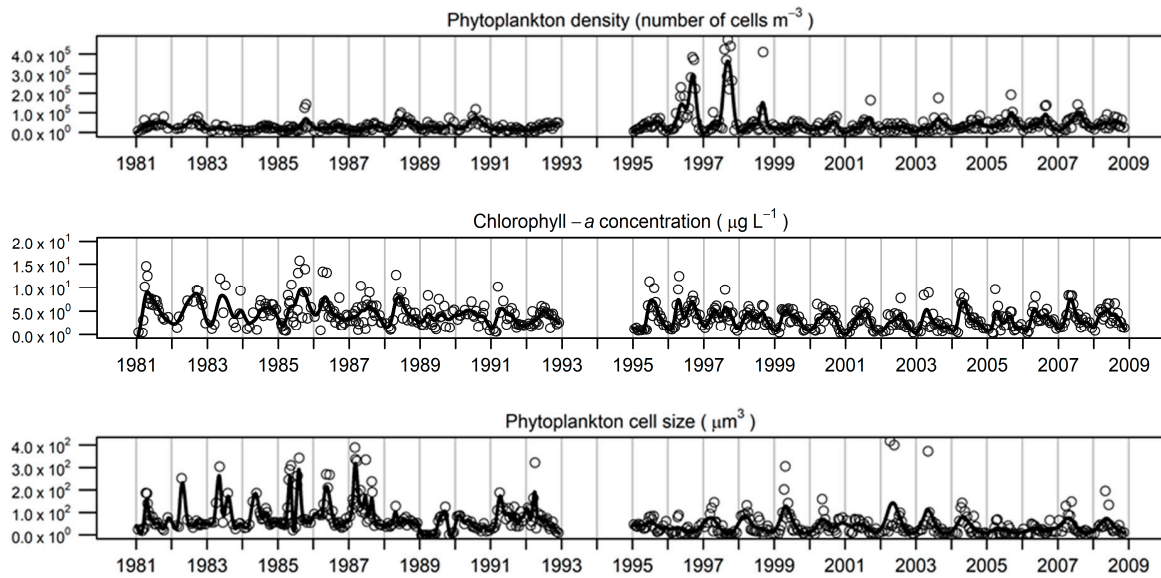 Phytoplankton density (number of cells m⁻³ )
4.0 x 10⁵
3.0 x 10⁵
2.0 x 10⁵
1.0 x 10⁵
0.0 x 10⁰
1981 1983 1985 1987 1989 1991 1993 1995 1997 1999 2001 2003 2005 2007 2009
Chlorophyll – a concentration ( μg L⁻¹ )
2.0 x 10¹
1.5 x 10¹
1.0 x 10¹
5.0 x 10⁰
0.0 x 10⁰
1981 1983 1985 1987 1989 1991 1993 1995 1997 1999 2001 2003 2005 2007 2009
Phytoplankton cell size ( μm³ )
4.0 x 10²
3.0 x 10²
2.0 x 10²
1.0 x 10²
0.0 x 10⁰
1981 1983 1985 1987 1989 1991 1993 1995 1997 1999 2001 2003 2005 2007 2009